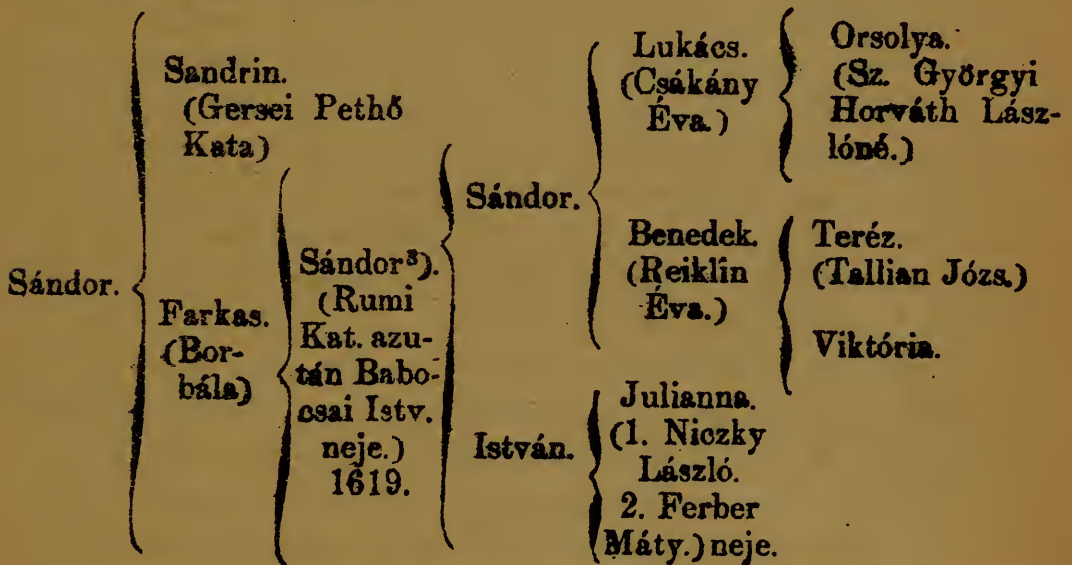 Sándor.
Sandrin.
(Gersei Pethő
Kata)
Farkas.
(Bor-
bála)
Sándor³).
(Rumi
Kat. azu-
tán Babo-
csai Istv.
neje.)
1619.
Sándor.
Lukács.
(Csákány
Éva.)
Orsolya.
(Sz. Györgyi
Horváth Lász-
lóné.)
Benedek.
(Reiklin
Éva.)
Teréz.
(Tallian Józs.)
Viktória.
István.
Julianna.
(1. Niczky
László.
2. Ferber
Máty.) neje.